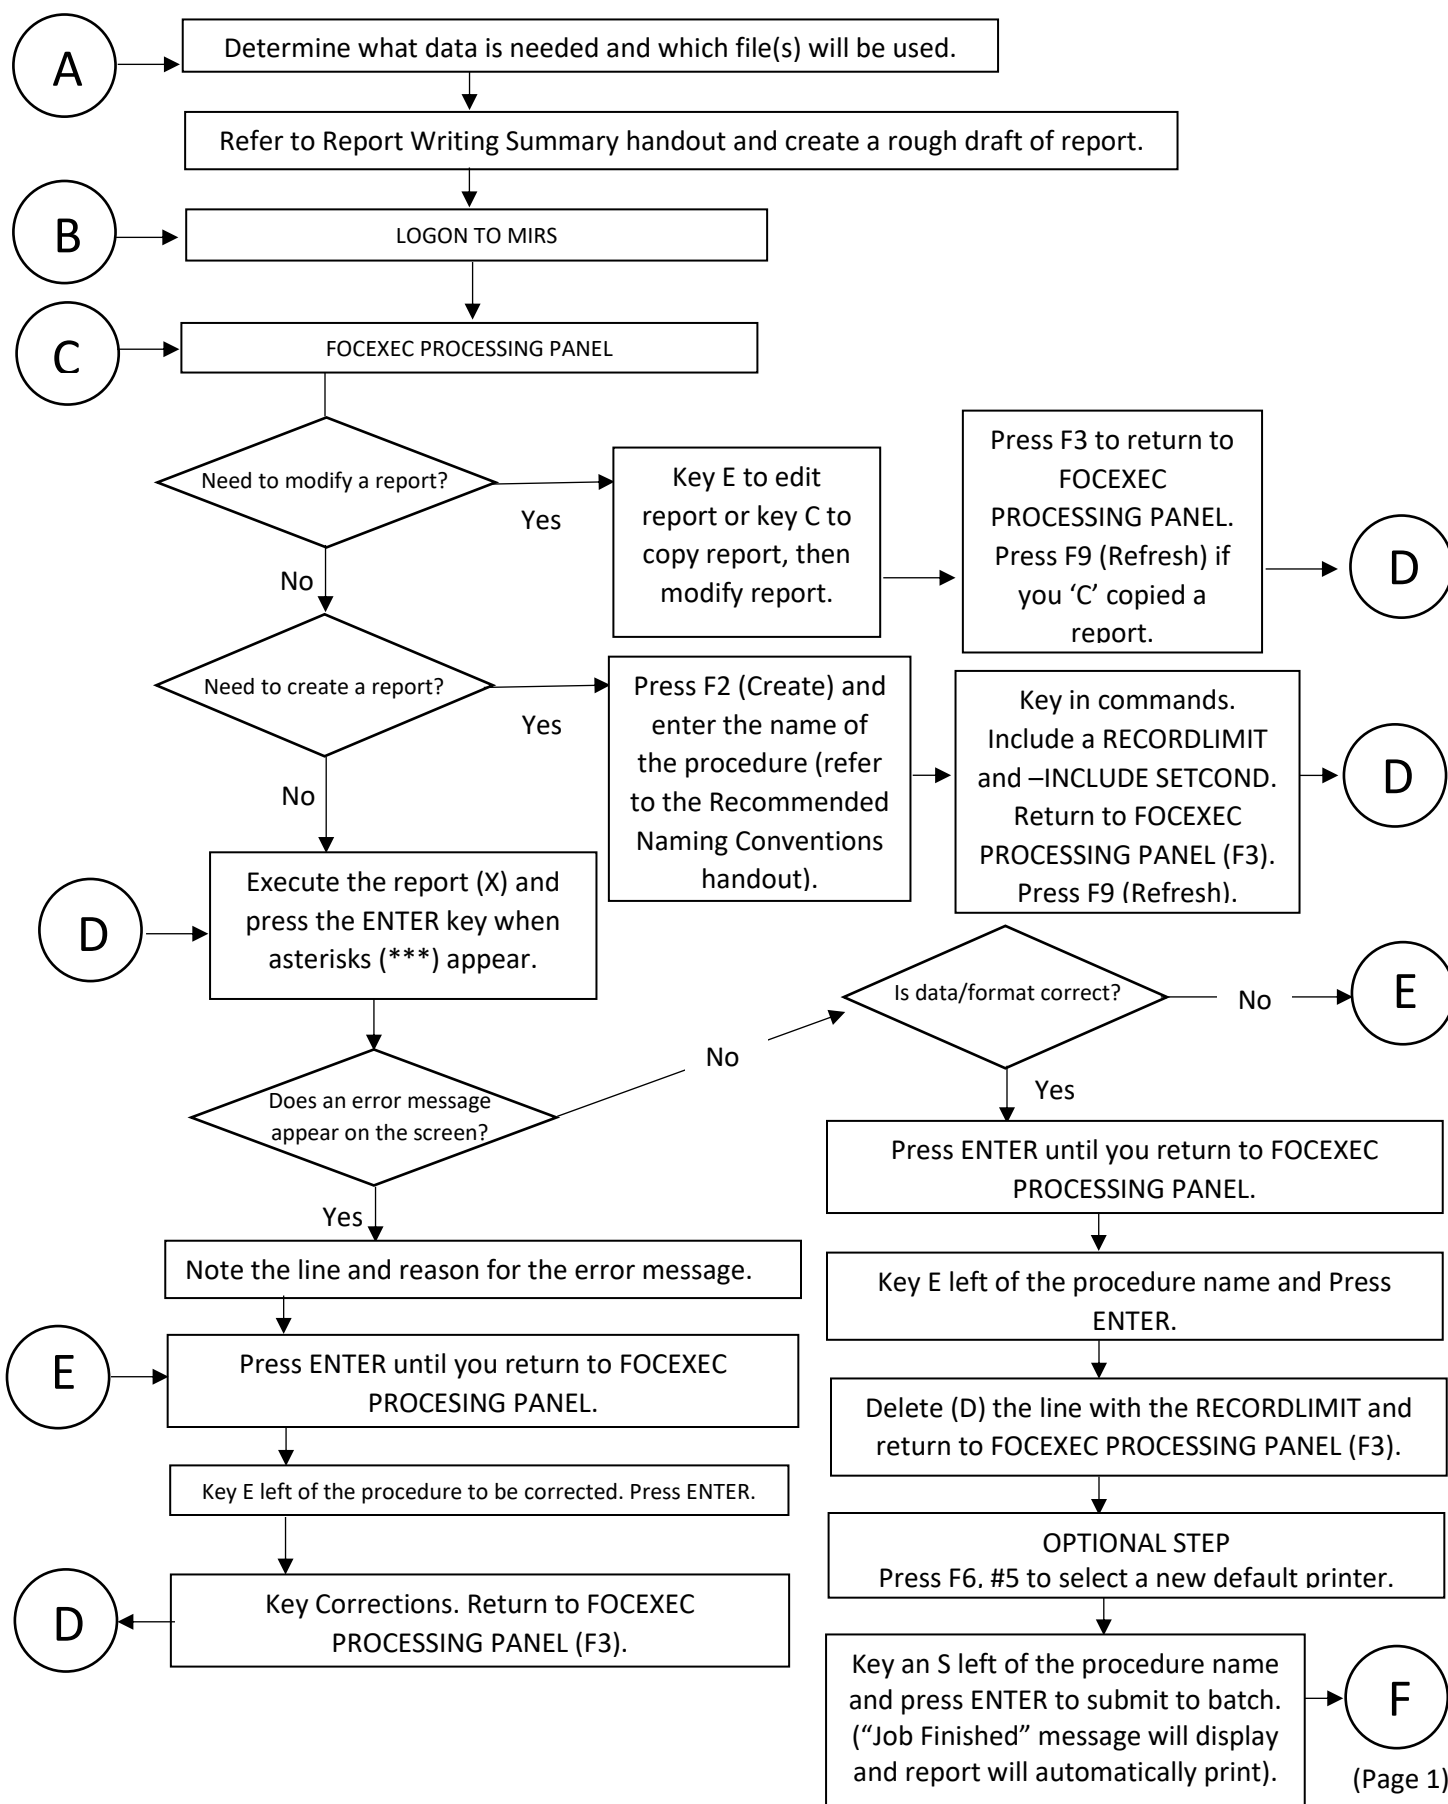 A
Determine what data is needed and which file(s) will be used.
Refer to Report Writing Summary handout and create a rough draft of report.
B
LOGON TO MIRS
C
FOCEXEC PROCESSING PANEL
Need to modify a report?
Yes
No
Key E to edit
report or key C to
copy report, then
modify report.
Press F3 to return to
FOCEXEC
PROCESSING PANEL.
Press F9 (Refresh) if
you ‘C’ copied a
report.
D
Need to create a report?
Yes
No
Press F2 (Create) and
enter the name of
the procedure (refer
to the Recommended
Naming Conventions
handout).
Key in commands.
Include a RECORDLIMIT
and –INCLUDE SETCOND.
Return to FOCEXEC
PROCESSING PANEL (F3).
Press F9 (Refresh).
D
D
Execute the report (X) and
press the ENTER key when
asterisks (***) appear.
Does an error message
appear on the screen?
No
Yes
Is data/format correct?
No
E
Yes
Note the line and reason for the error message.
E
Press ENTER until you return to FOCEXEC
PROCESING PANEL.
Key E left of the procedure to be corrected. Press ENTER.
Key Corrections. Return to FOCEXEC
PROCESSING PANEL (F3).
D
Press ENTER until you return to FOCEXEC
PROCESSING PANEL.
Key E left of the procedure name and Press
ENTER.
Delete (D) the line with the RECORDLIMIT and
return to FOCEXEC PROCESSING PANEL (F3).
OPTIONAL STEP
Press F6, #5 to select a new default printer.
Key an S left of the procedure name
and press ENTER to submit to batch.
(“Job Finished” message will display
and report will automatically print).
F
(Page 1)